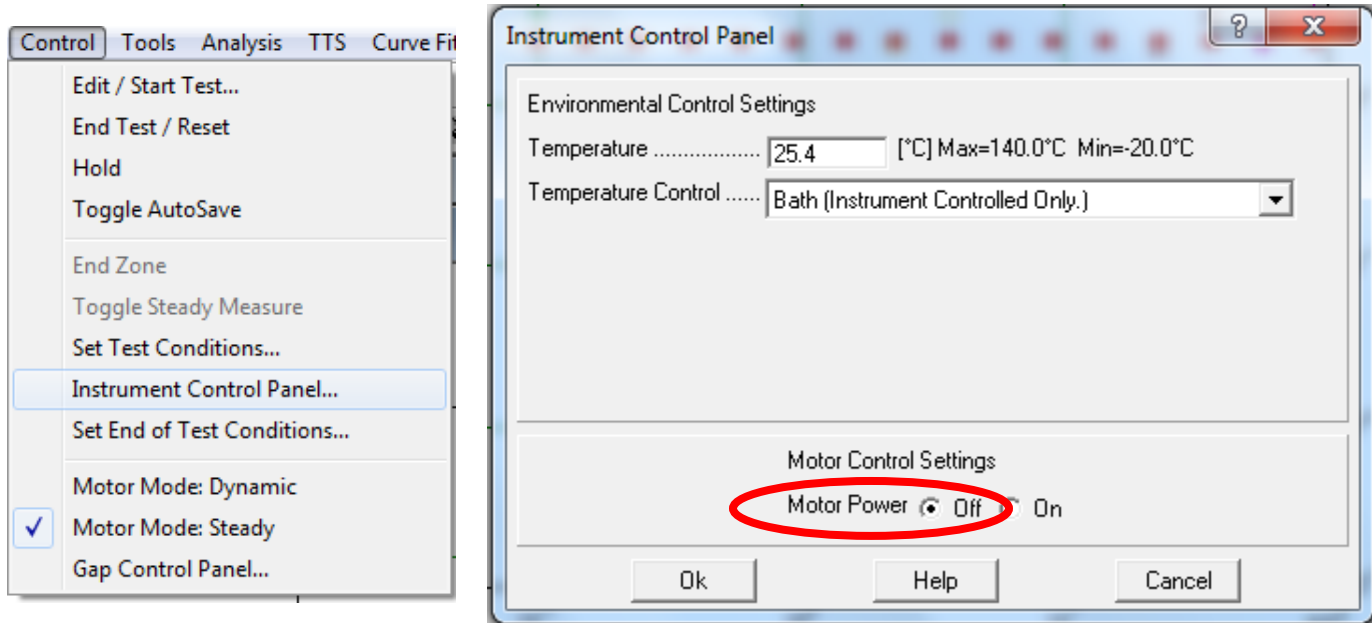 Control Tools Analysis TTS Curve Fit
Edit / Start Test...
End Test / Reset
Hold
Toggle AutoSave
End Zone
Toggle Steady Measure
Set Test Conditions...
Instrument Control Panel...
Set End of Test Conditions...
Motor Mode: Dynamic
Motor Mode: Steady
Gap Control Panel...
Instrument Control Panel
Environmental Control Settings
Temperature .................. 25.4 [°C] Max=140.0°C Min=-20.0°C
Temperature Control ...... Bath (Instrument Controlled Only.)
Motor Control Settings
Motor Power Off On
Ok Help Cancel